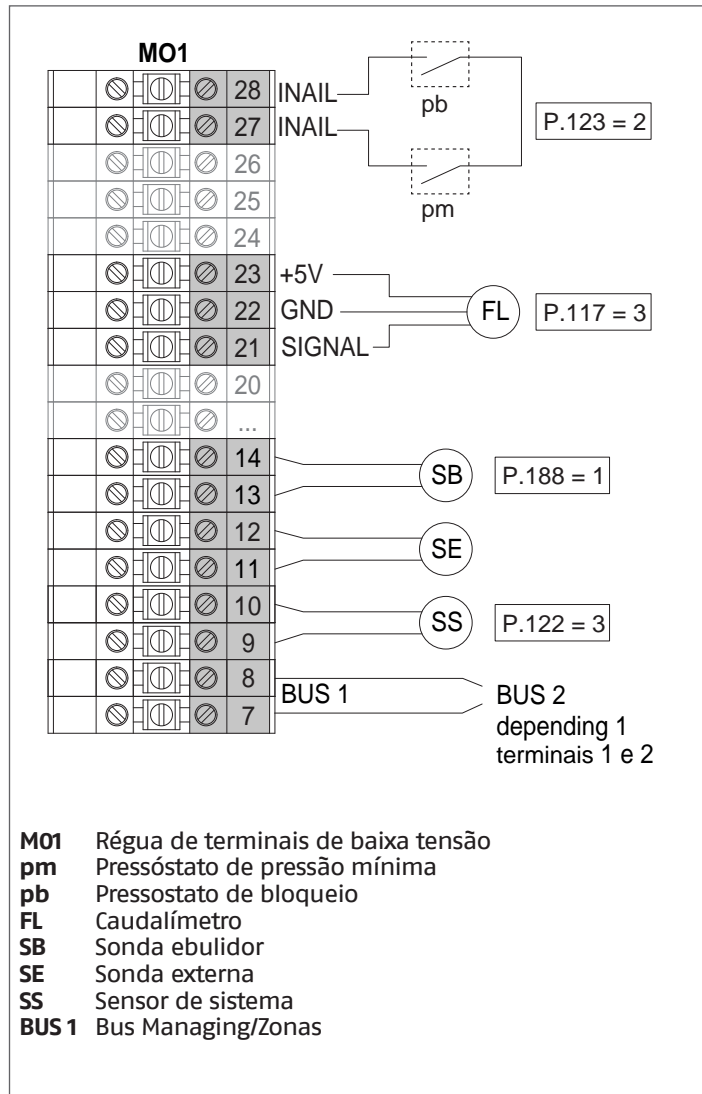 MO1
28 INAIL
27 INAIL
pb
pm
P.123 = 2
26
25
24
23 +5V
22 GND
21 SIGNAL
FL
P.117 = 3
20
...
14
13
SB
P.188 = 1
12
11
SE
10
9
SS
P.122 = 3
8
7
BUS 1
BUS 2
depending 1
terminais 1 e 2
M01 Régua de terminais de baixa tensão
pm Pressóstato de pressão mínima
pb Pressostato de bloqueio
FL Caudalímetro
SB Sonda ebulidor
SE Sonda externa
SS Sensor de sistema
BUS 1 Bus Managing/Zonas